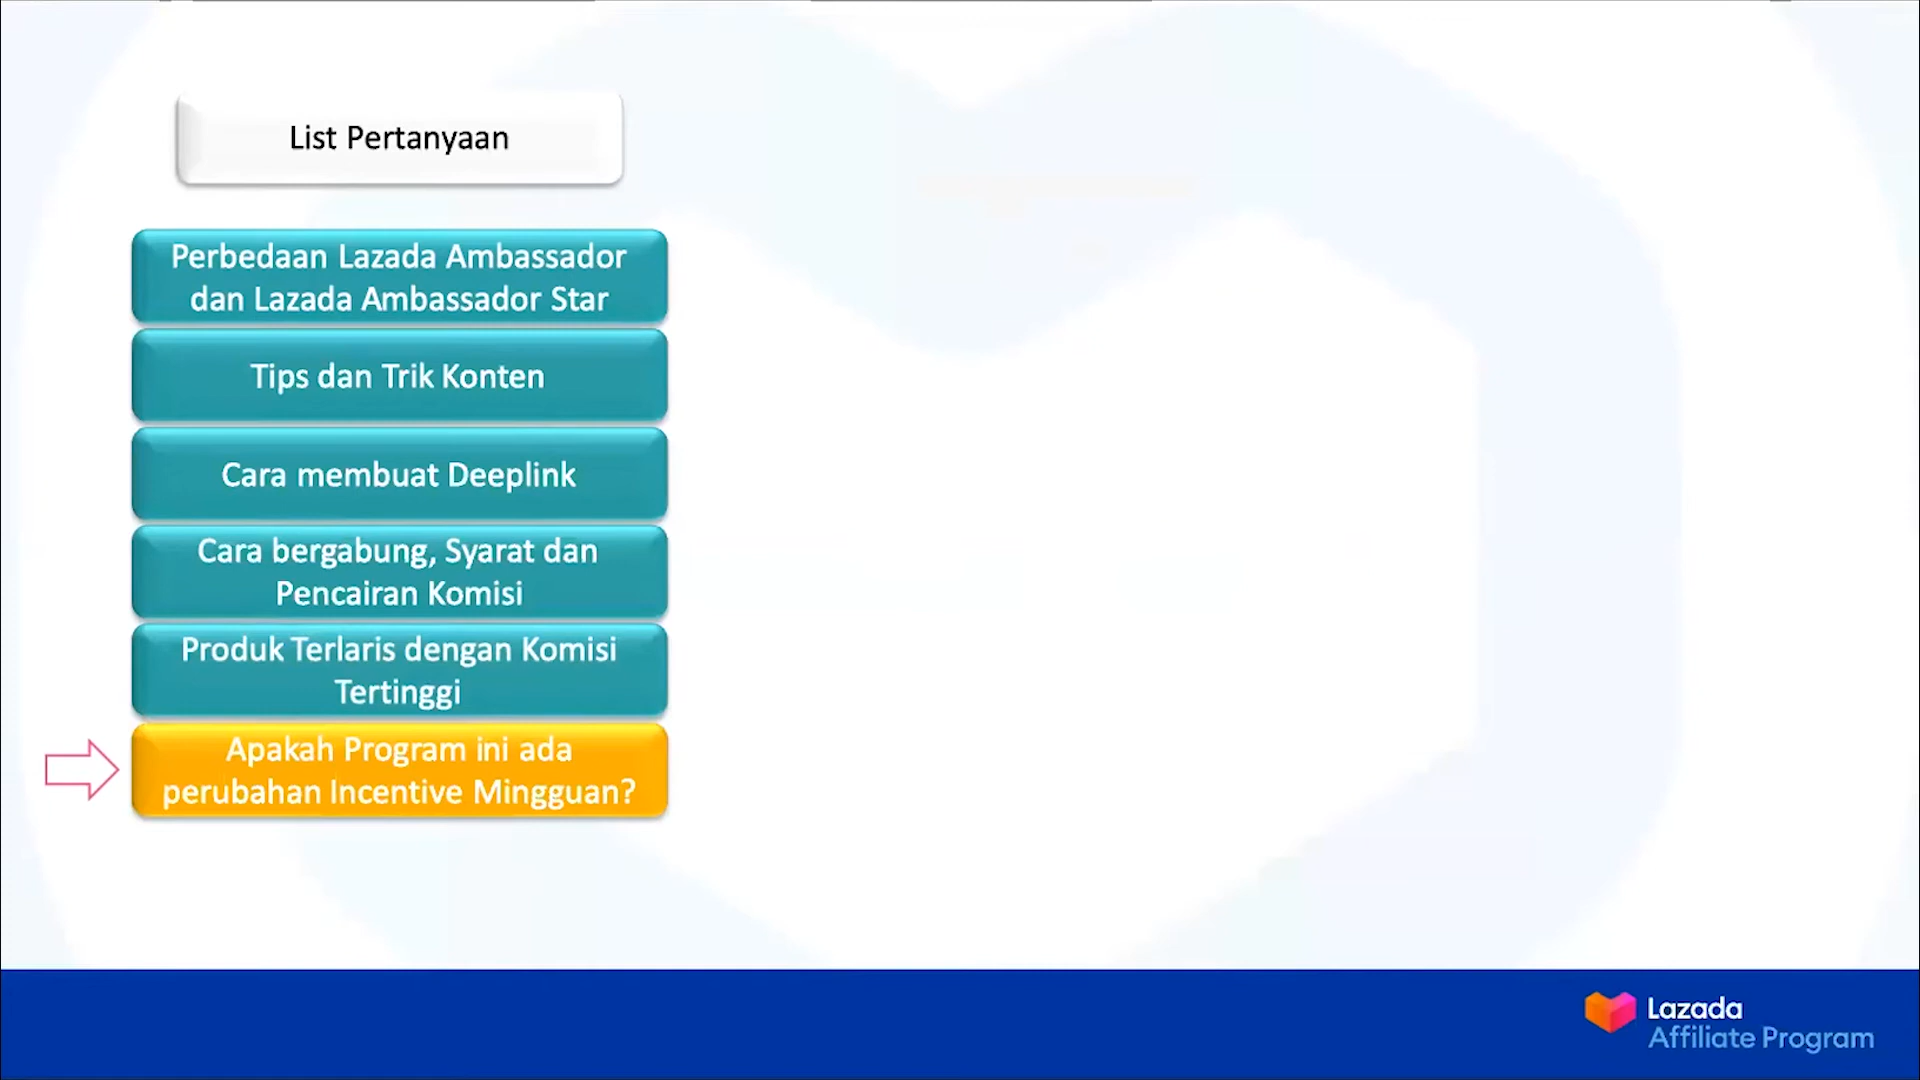 List Pertanyaan
Perbedaan Lazada Ambassador
dan Lazada Ambassador Star
Tips dan Trik Konten
Cara membuat Deeplink
Cara bergabung, Syarat dan
Pencairan Komisi
Produk Terlaris dengan Komisi
Tertinggi
Apakah Program ini ada
perubahan Incentive Mingguan?
Lazada
Affiliate Program